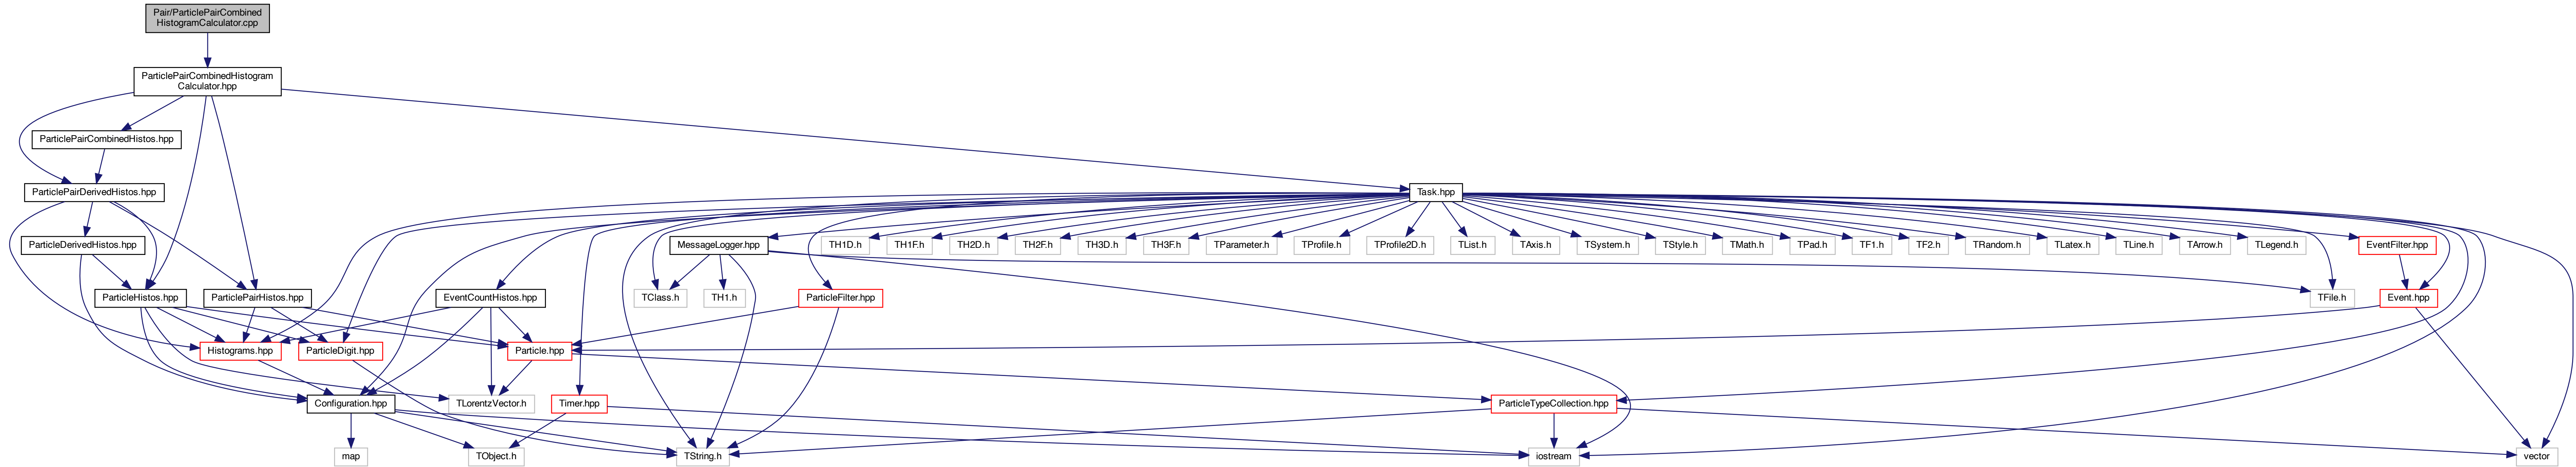 Pair/ParticlePairCombined
HistogramCalculator.cpp
ParticlePairCombinedHistogram
Calculator.hpp
ParticlePairCombinedHistos.hpp
ParticlePairDerivedHistos.hpp
Task.hpp
ParticleDerivedHistos.hpp
MessageLogger.hpp
TH1D.h
TH1F.h
TH2D.h
TH2F.h
TH3D.h
TH3F.h
TParameter.h
TProfile.h
TProfile2D.h
TList.h
TAxis.h
TSystem.h
TStyle.h
TMath.h
TPad.h
TF1.h
TF2.h
TRandom.h
TLatex.h
TLine.h
TArrow.h
TLegend.h
EventFilter.hpp
ParticleHistos.hpp
ParticlePairHistos.hpp
EventCountHistos.hpp
TClass.h
TH1.h
ParticleFilter.hpp
TFile.h
Event.hpp
Histograms.hpp
ParticleDigit.hpp
Particle.hpp
Configuration.hpp
TLorentzVector.h
Timer.hpp
ParticleTypeCollection.hpp
map
TObject.h
TString.h
iostream
vector